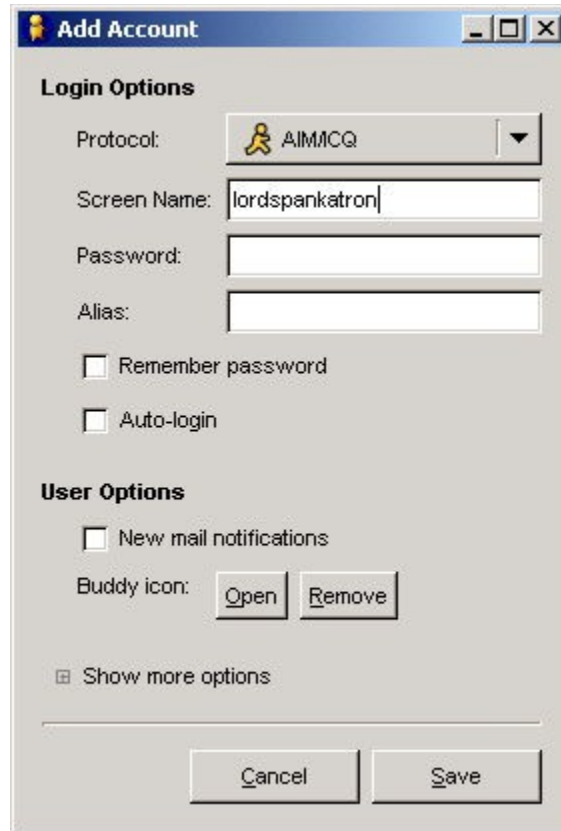 Add Account
Login Options
Protocol: AIM/ICQ
Screen Name: lordspankatron
Password:
Alias:
Remember password
Auto-login
User Options
New mail notifications
Buddy icon: Open Remove
Show more options
Cancel Save